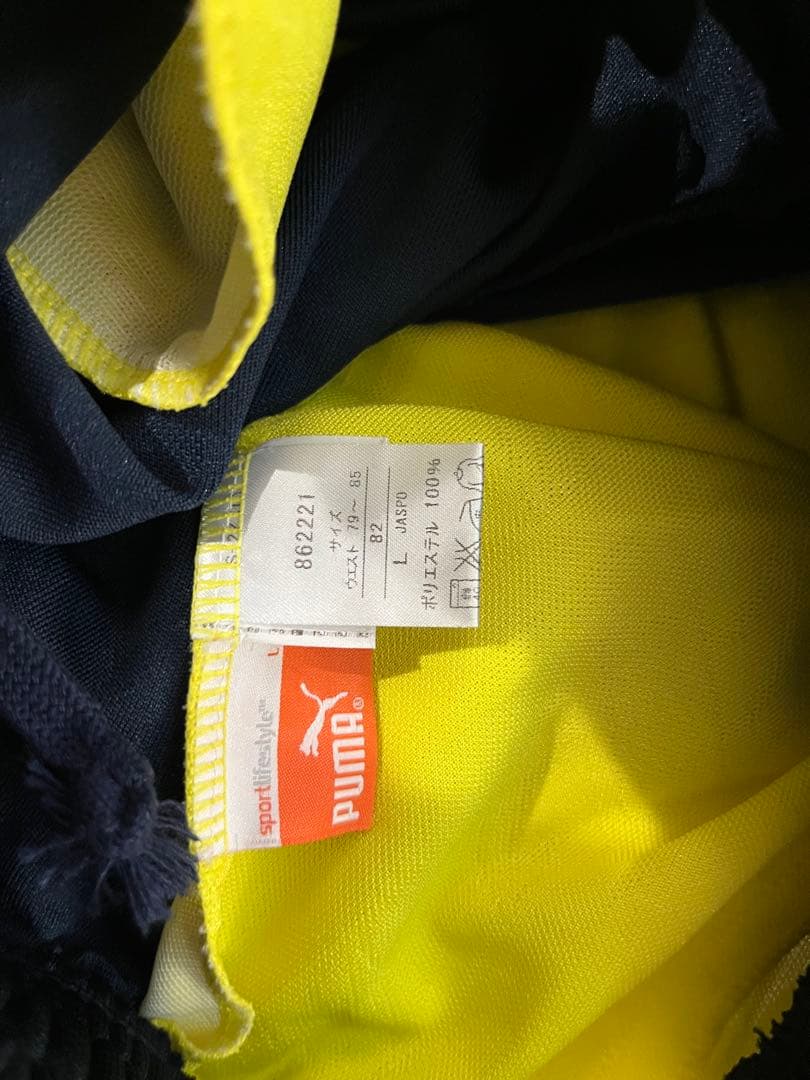 862221
サイズ
ウエスト 79～ 85
82
L JASPO
ポリエステル 100%
sportlifestyle™
PUMA®